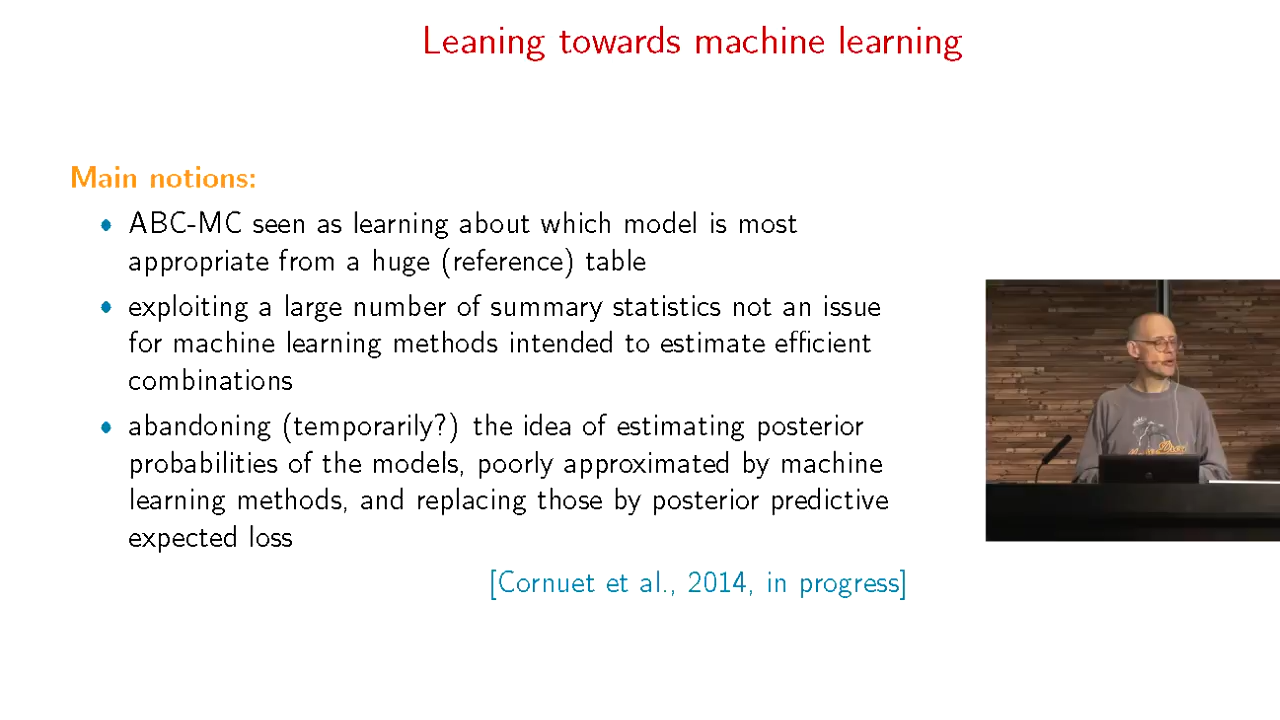 Leaning towards machine learning
Main notions:
• ABC-MC seen as learning about which model is most
appropriate from a huge (reference) table
• exploiting a large number of summary statistics not an issue
for machine learning methods intended to estimate efficient
combinations
• abandoning (temporarily?) the idea of estimating posterior
probabilities of the models, poorly approximated by machine
learning methods, and replacing those by posterior predictive
expected loss
[Cornuet et al., 2014, in progress]